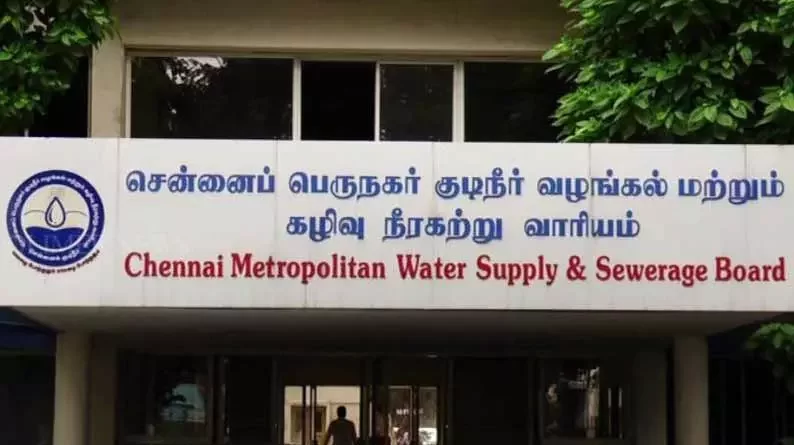 சென்னைப் பெருநகர் குடிநீர் வழங்கல் மற்றும்
கழிவு நீரகற்று வாரியம்
Chennai Metropolitan Water Supply & Sewerage Board